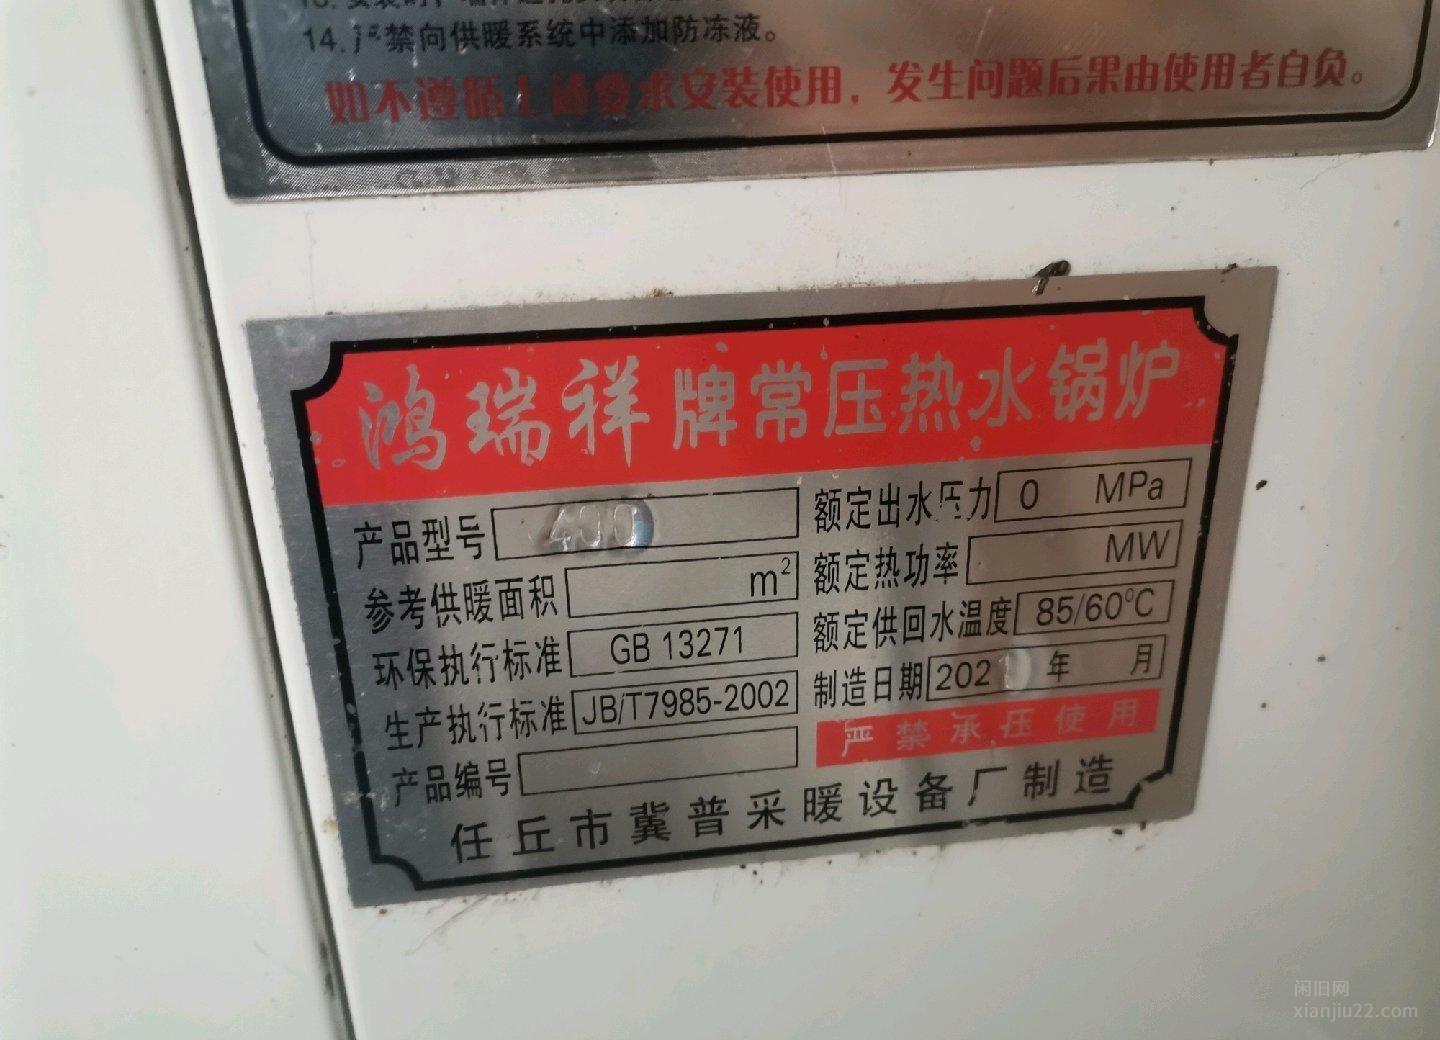 14.严禁向供暖系统中添加防冻液。
如不遵循上述要求安装使用，发生问题后果由使用者自负。
鸿瑞祥牌常压热水锅炉
产品型号
额定出水压力 0 MPa
参考供暖面积 m²
额定热功率 MW
环保执行标准 GB 13271
额定供回水温度 85/60℃
生产执行标准 JB/T7985-2002
制造日期 202 年 月
产品编号
严禁承压使用
任丘市冀普采暖设备厂制造
闲旧网
xianjiu22.com